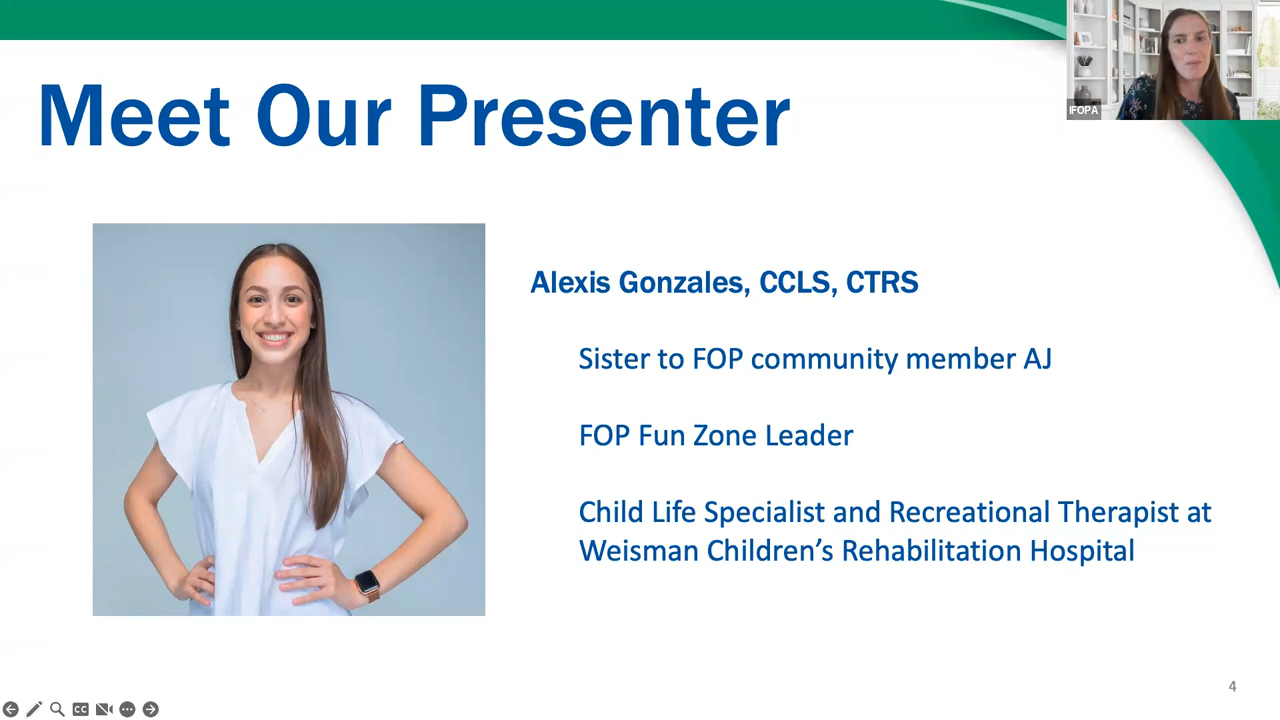 Meet Our Presenter
IFOPA
Alexis Gonzales, CCLS, CTRS
Sister to FOP community member AJ
FOP Fun Zone Leader
Child Life Specialist and Recreational Therapist at
Weisman Children’s Rehabilitation Hospital
4
CC